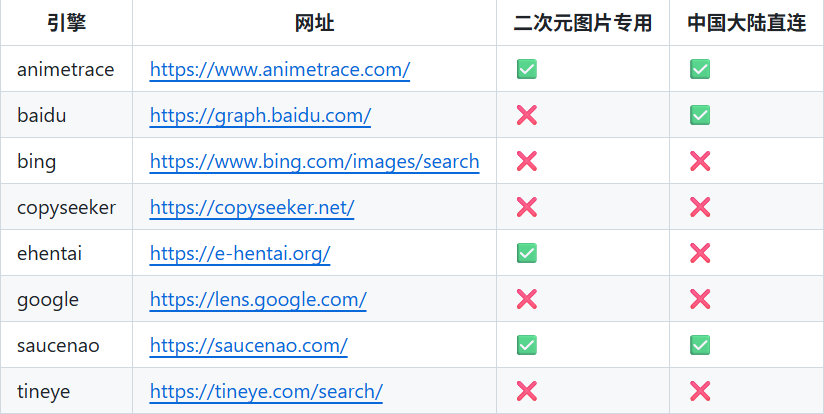 引擎 网址 二次元图片专用 中国大陆直连
animetrace https://www.animetrace.com/ ✅ ✅
baidu https://graph.baidu.com/ ❌ ✅
bing https://www.bing.com/images/search ❌ ❌
copyseeker https://copyseeker.net/ ❌ ❌
ehentai https://e-hentai.org/ ✅ ❌
google https://lens.google.com/ ❌ ❌
saucenao https://saucenao.com/ ✅ ✅
tineye https://tineye.com/search/ ❌ ❌